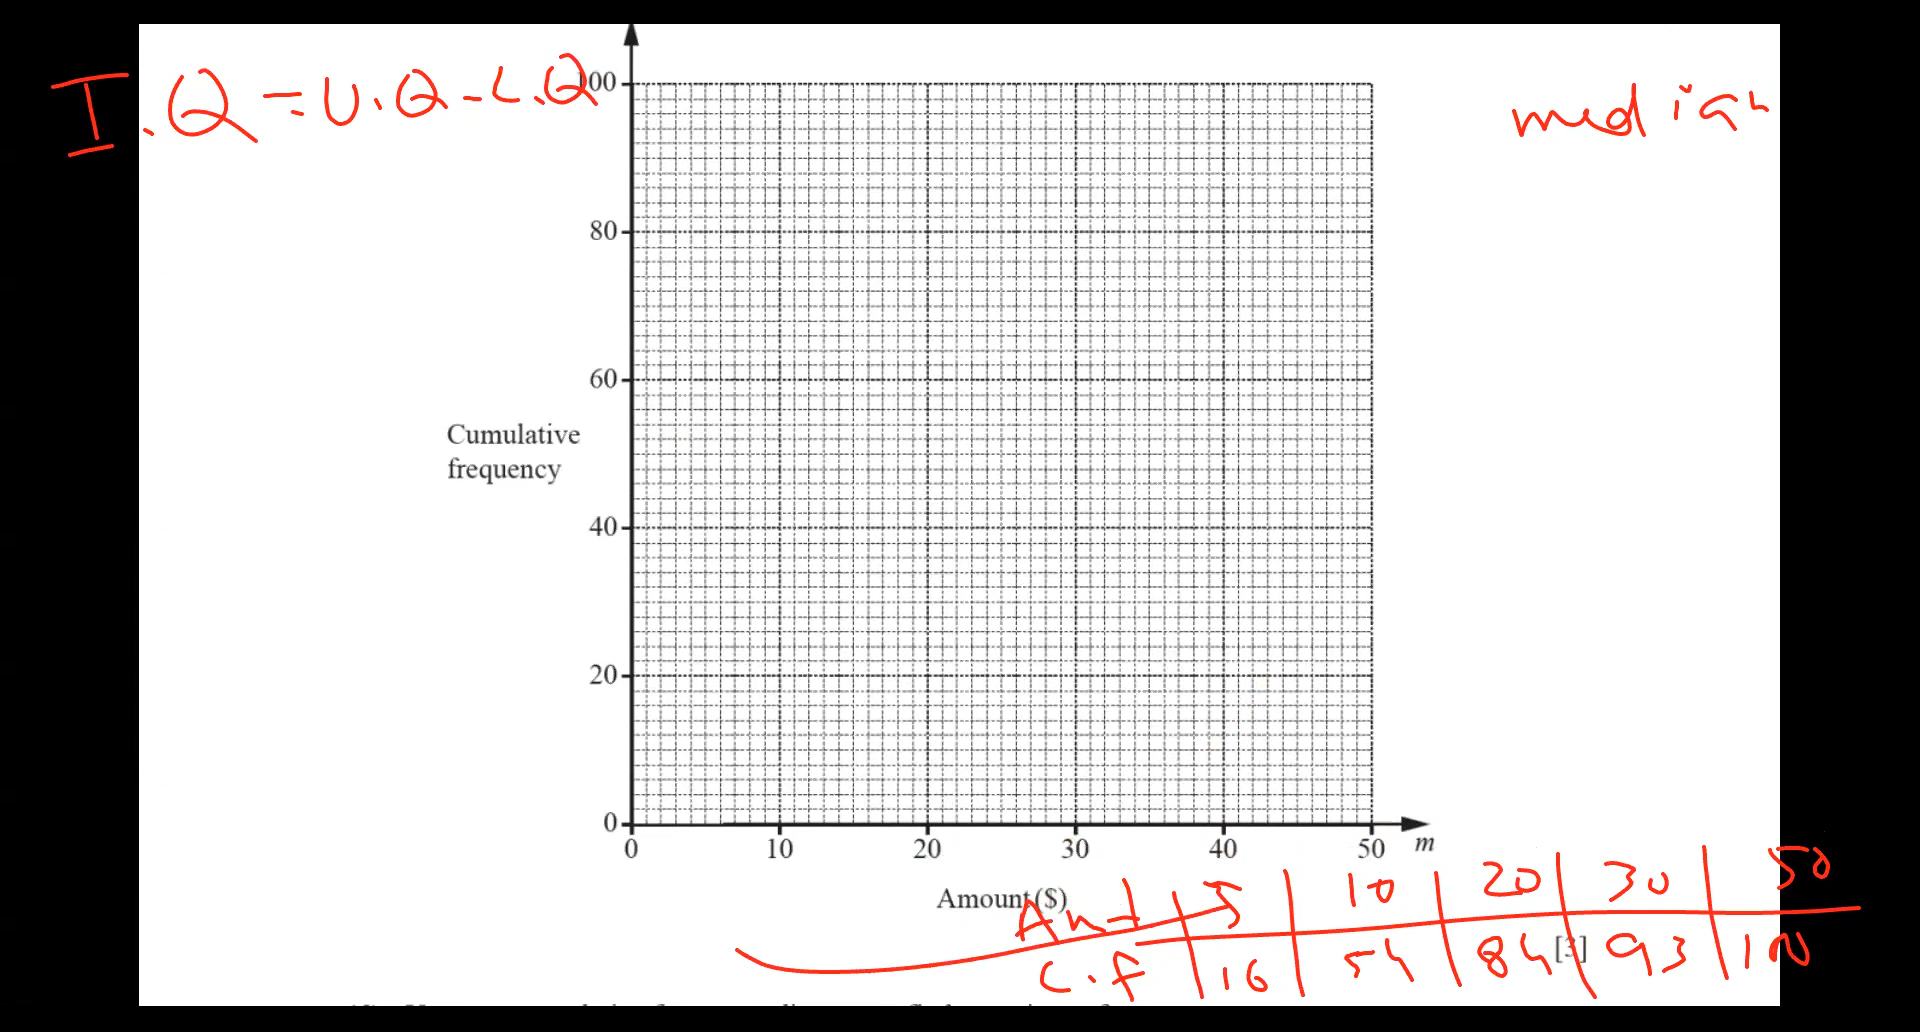 I.Q = U.Q - L.Q
median
100
80
60
Cumulative
frequency
40
20
0
0 10 20 30 40 50 m
Amount ($)
Amt 5 10 20 30 50
C.f 16 54 84 93 100
[3]